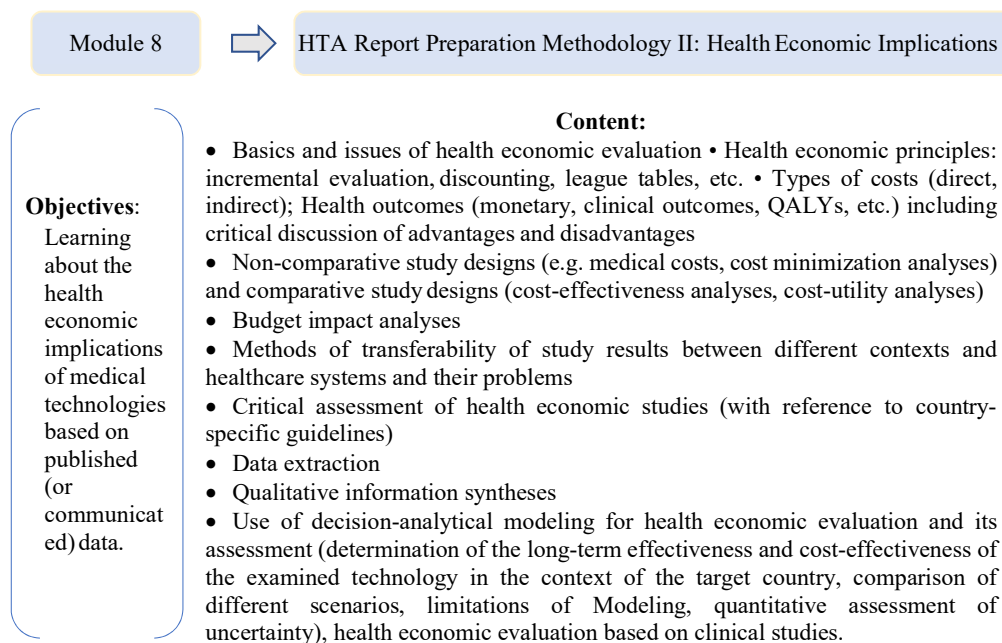 Module 8
HTA Report Preparation Methodology II: Health Economic Implications
Objectives:
Learning
about the
health
economic
implications
of medical
technologies
based on
published
(or
communicat
ed) data.
Content:
• Basics and issues of health economic evaluation • Health economic principles:
incremental evaluation, discounting, league tables, etc. • Types of costs (direct,
indirect); Health outcomes (monetary, clinical outcomes, QALYs, etc.) including
critical discussion of advantages and disadvantages
• Non-comparative study designs (e.g. medical costs, cost minimization analyses)
and comparative study designs (cost-effectiveness analyses, cost-utility analyses)
• Budget impact analyses
• Methods of transferability of study results between different contexts and
healthcare systems and their problems
• Critical assessment of health economic studies (with reference to country-
specific guidelines)
• Data extraction
• Qualitative information syntheses
• Use of decision-analytical modeling for health economic evaluation and its
assessment (determination of the long-term effectiveness and cost-effectiveness of
the examined technology in the context of the target country, comparison of
different scenarios, limitations of Modeling, quantitative assessment of
uncertainty), health economic evaluation based on clinical studies.